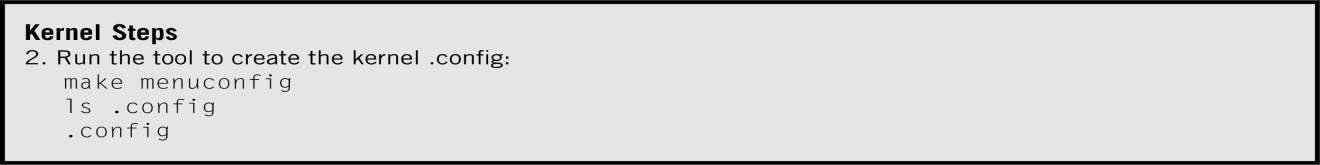 Kernel Steps
2. Run the tool to create the kernel .config:
make menuconfig
ls .config
.config